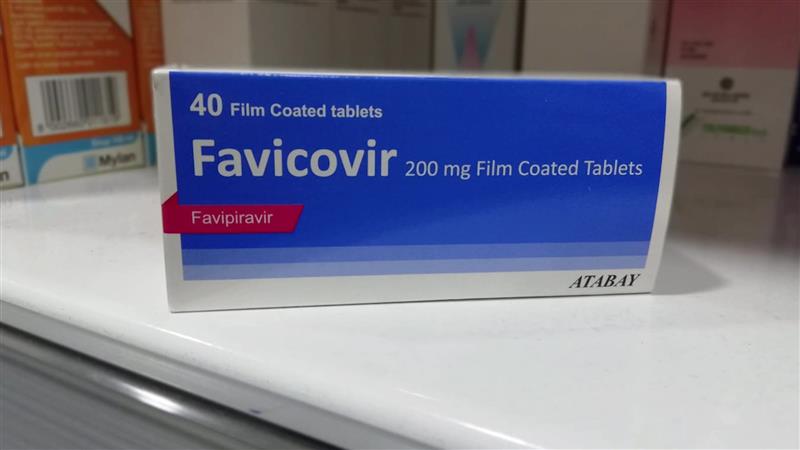 40 Film Coated tablets
Favicovir 200 mg Film Coated Tablets
Favipiravir
ATABAY
Mylan